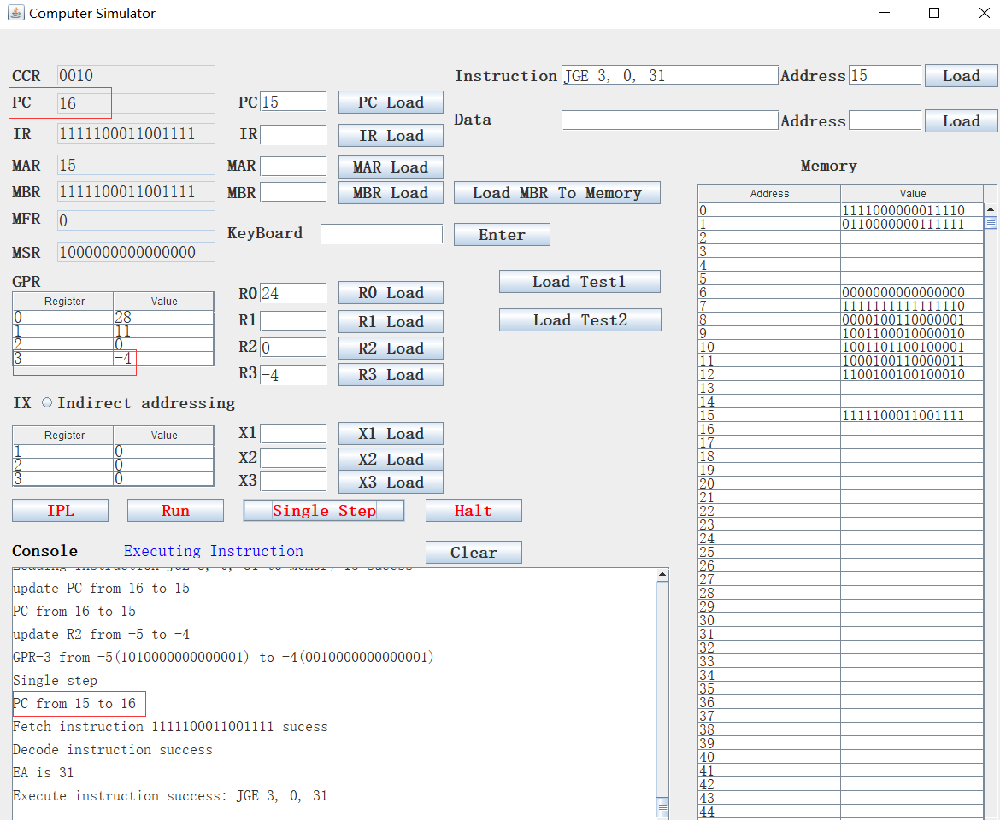 Computer Simulator
CCR 0010 Instruction JGE 3, 0, 31 Address 15 Load
PC 16 PC 15 PC Load
Data Address Load
IR 1111100011001111 IR IR Load
MAR 15 MAR MAR Load Memory
MBR 1111100011001111 MBR MBR Load Load MBR To Memory
MFR 0
KeyBoard Enter
MSR 1000000000000000
GPR
Register Value
0 28
1 11
2 0
3 -4
R0 24 R0 Load Load Test1
R1 R1 Load Load Test2
R2 0 R2 Load
R3 -4 R3 Load
IX Indirect addressing
Register Value
1 0
2 0
3 0
X1 X1 Load
X2 X2 Load
X3 X3 Load
IPL Run Single Step Halt
Console Executing Instruction Clear
update PC from 16 to 15
PC from 16 to 15
update R2 from -5 to -4
GPR-3 from -5(1010000000000001) to -4(0010000000000001)
Single step
PC from 15 to 16
Fetch instruction 1111100011001111 sucess
Decode instruction success
EA is 31
Execute instruction success: JGE 3, 0, 31
Address Value
0 1111000000011110
1 0110000000111111
2
3
4
5
6 0000000000000000
7 1111111111111110
8 0000100110000001
9 1001100010000010
10 1001101100100001
11 1000100110000011
12 1100100100100010
13
14
15 1111100011001111
16
17
18
19
20
21
22
23
24
25
26
27
28
29
30
31
32
33
34
35
36
37
38
39
40
41
42
43
44